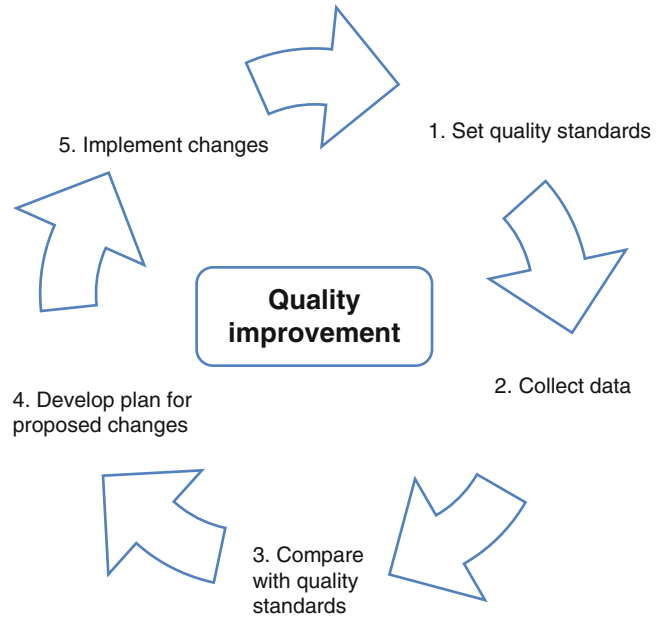 1. Set quality standards
2. Collect data
3. Compare
with quality
standards
4. Develop plan for
proposed changes
5. Implement changes
Quality
improvement